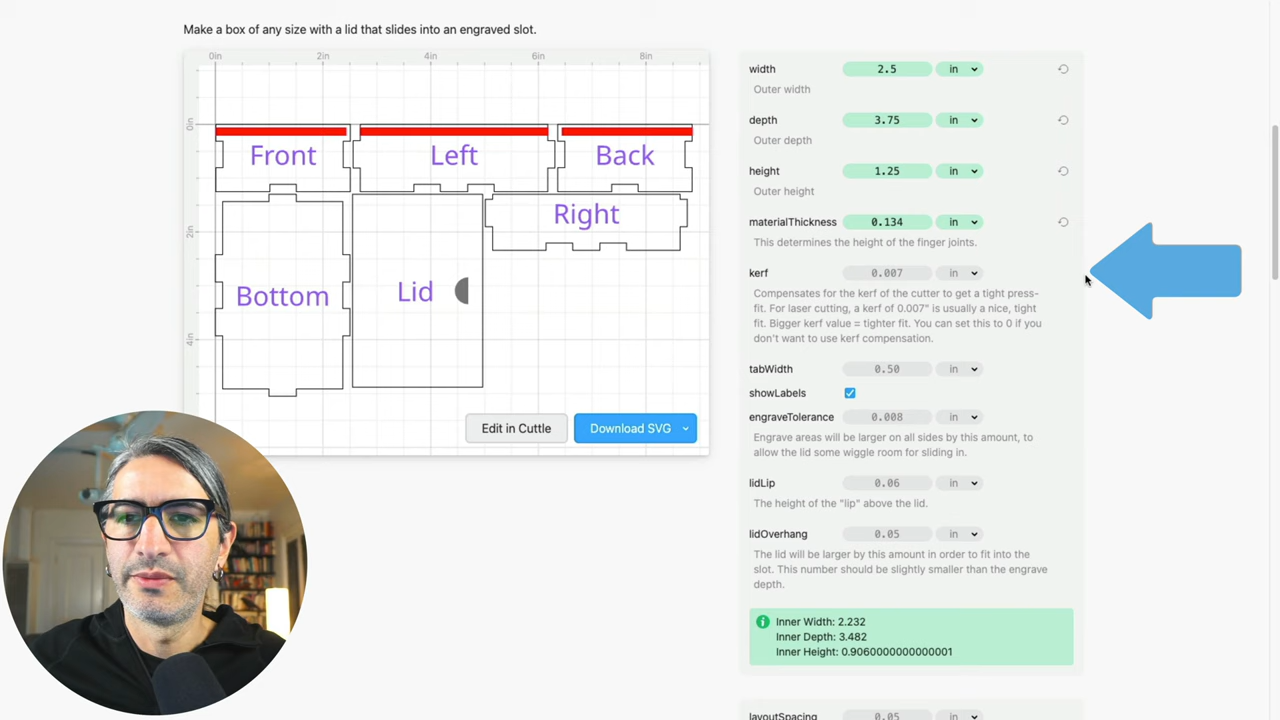 Make a box of any size with a lid that slides into an engraved slot.
0in 2in 4in 6in 8in
0in
2in
4in
Front Left Back
Right
Bottom Lid
Edit in Cuttle Download SVG
width 2.5 in
Outer width
depth 3.75 in
Outer depth
height 1.25 in
Outer height
materialThickness 0.134 in
This determines the height of the finger joints.
kerf 0.007 in
Compensates for the kerf of the cutter to get a tight press-
fit. For laser cutting, a kerf of 0.007" is usually a nice, tight
fit. Bigger kerf value = tighter fit. You can set this to 0 if you
don't want to use kerf compensation.
tabWidth 0.50 in
showLabels
engraveTolerance 0.008 in
Engrave areas will be larger on all sides by this amount, to
allow the lid some wiggle room for sliding in.
lidLip 0.06 in
The height of the "lip" above the lid.
lidOverhang 0.05 in
The lid will be larger by this amount in order to fit into the
slot. This number should be slightly smaller than the engrave
depth.
Inner Width: 2.232
Inner Depth: 3.482
Inner Height: 0.9060000000000001
layoutSpacing 0.05 in